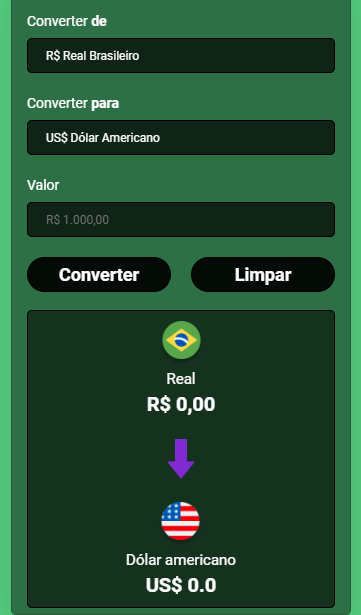 Converter de
R$ Real Brasileiro
Converter para
US$ Dólar Americano
Valor
R$ 1.000,00
Converter Limpar
Real
R$ 0,00
Dólar americano
US$ 0.0